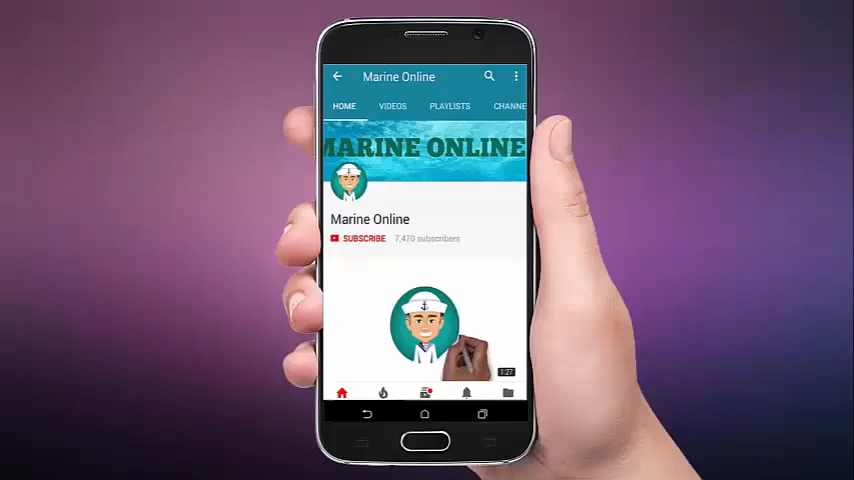 Marine Online
HOME VIDEOS PLAYLISTS CHANNE
MARINE ONLINE
Marine Online
SUBSCRIBE 7,470 subscribers
1:27